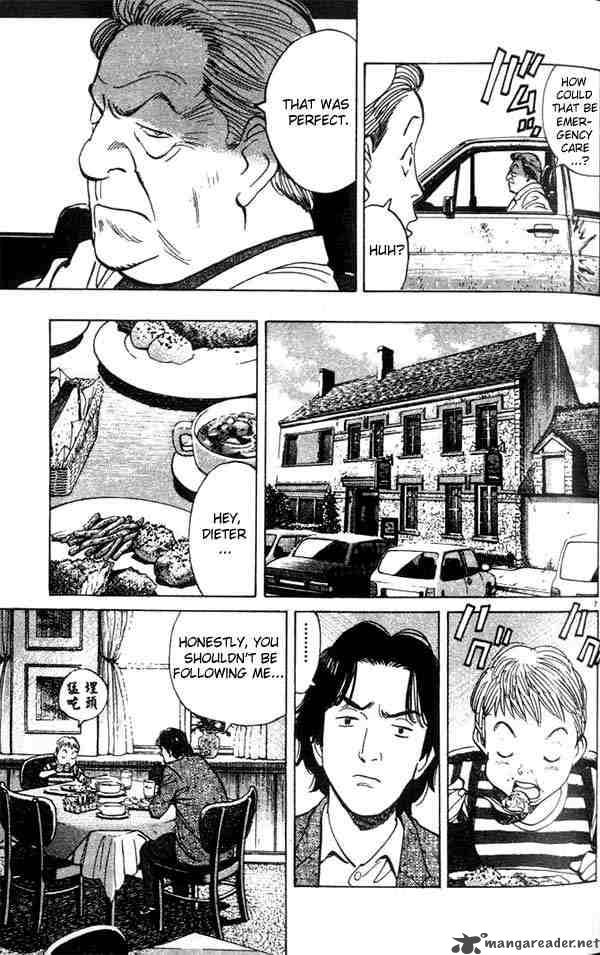 HOW
COULD
THAT BE
EMER-
GENCY
CARE
...?
HUH?
THAT WAS
PERFECT.
HEY,
DIETER
...
7
........
HONESTLY, YOU
SHOULDN'T BE
FOLLOWING ME...
埋頭
猛吃
mangareader.net